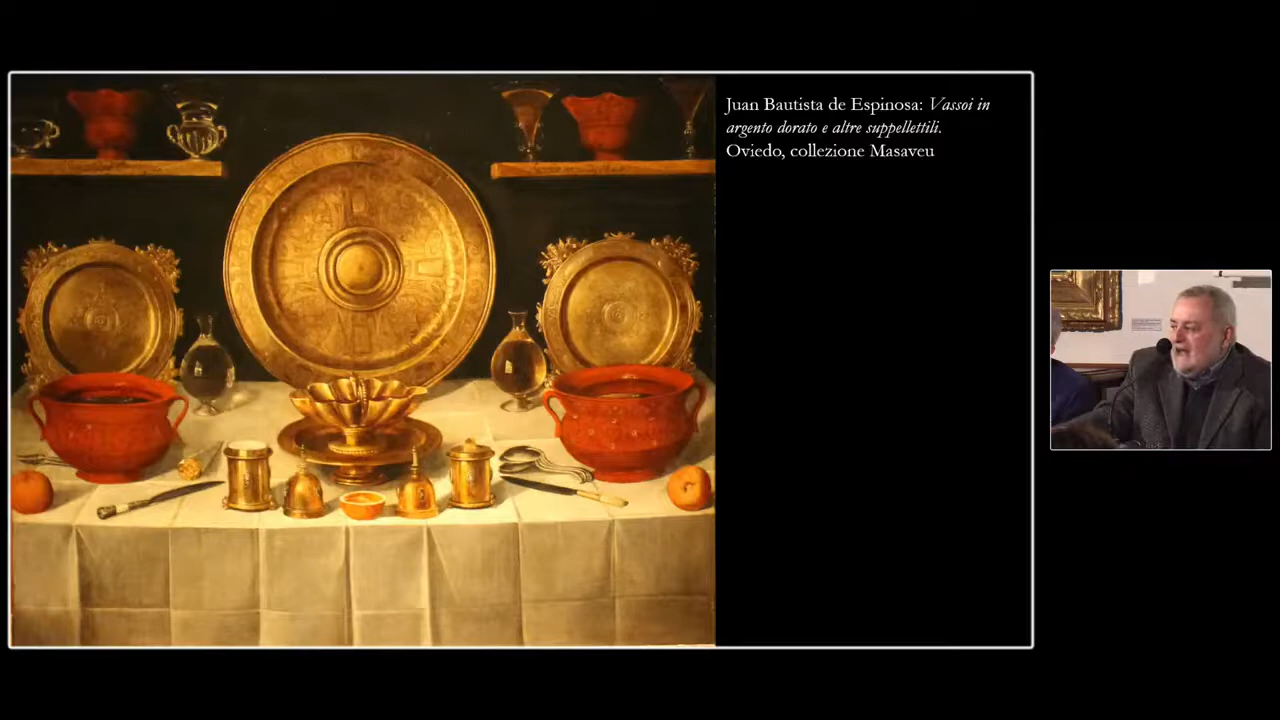 Juan Bautista de Espinosa: Vassoi in
argento dorato e altre suppellettili.
Oviedo, collezione Masaveu